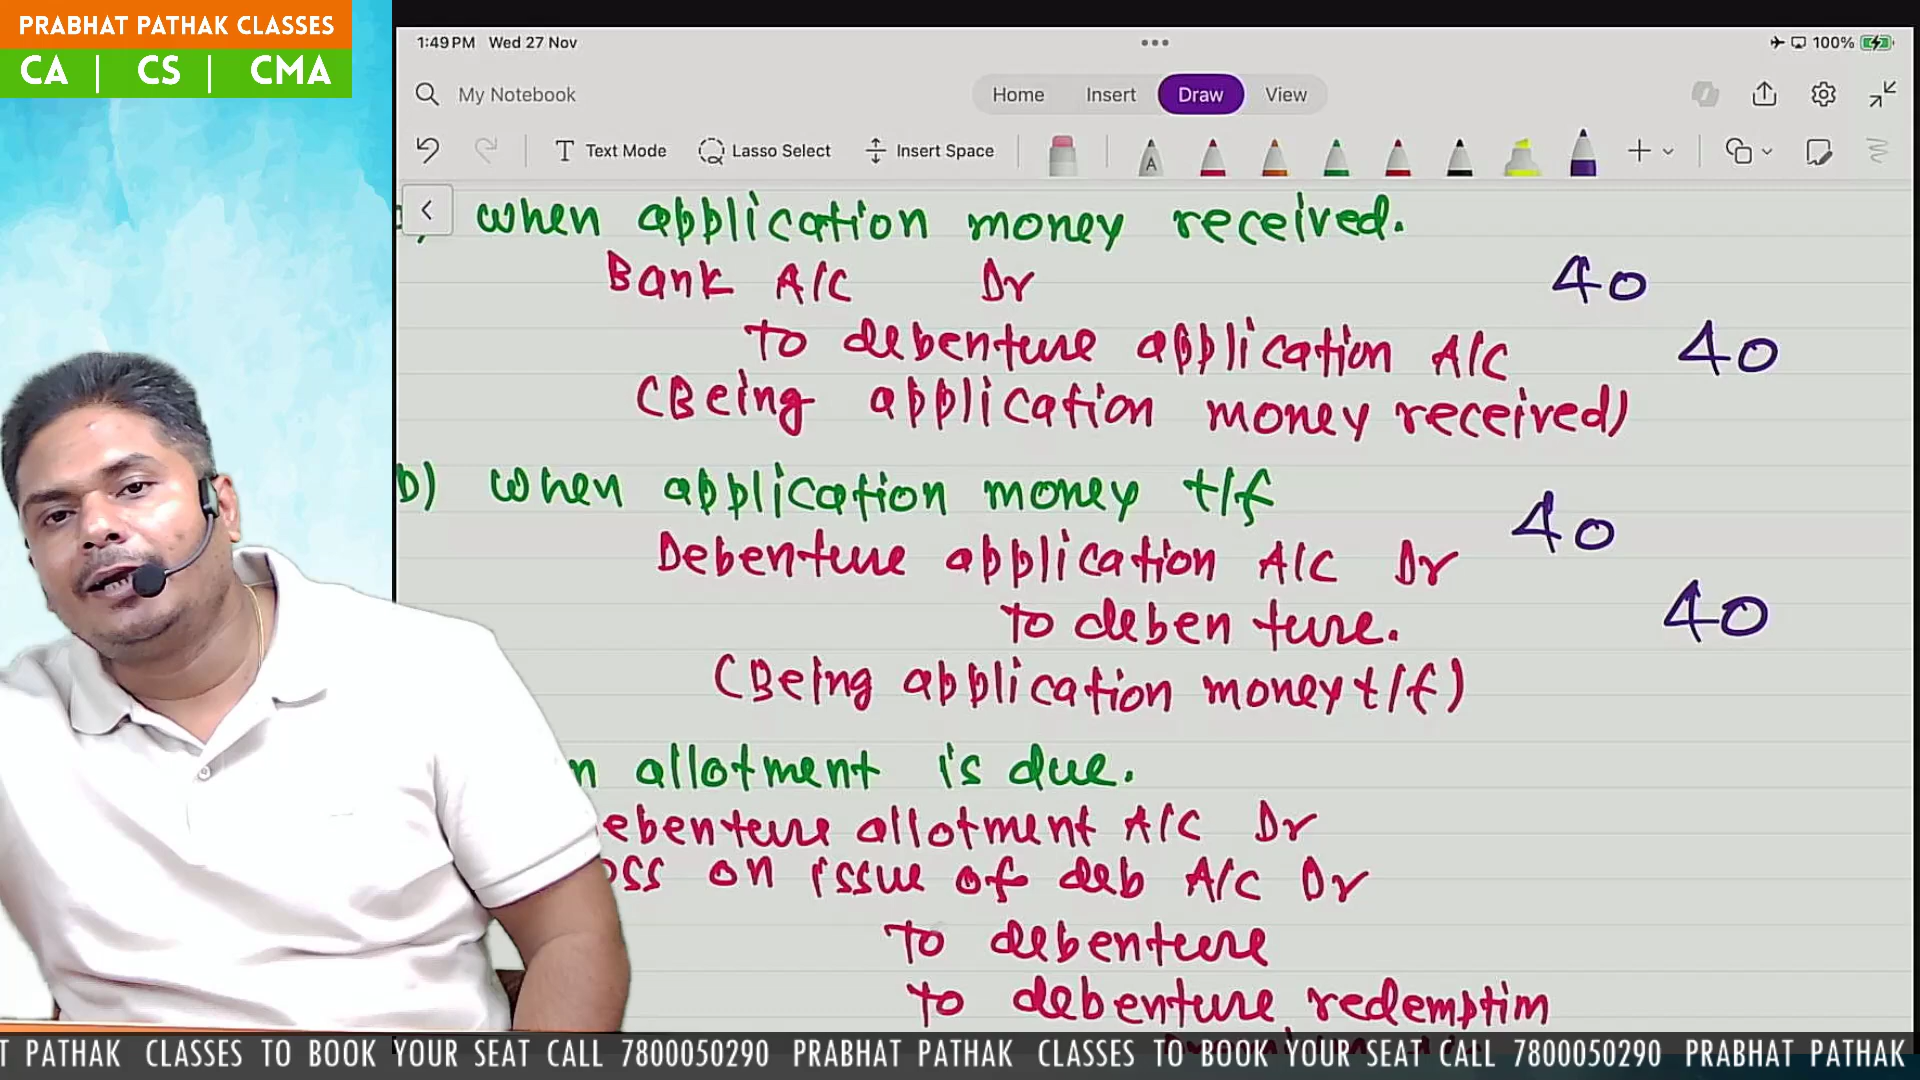 PRABHAT PATHAK CLASSES
CA | CS | CMA
1:49 PM Wed 27 Nov
100%
My Notebook
Home Insert Draw View
Text Mode Lasso Select Insert Space
A
when application money received.
Bank A/C Dr 40
To debenture application A/C 40
(Being application money received)
b) when application money t/f
Debenture application A/C Dr 40
To debenture. 40
(Being application money t/f)
n allotment is due.
ebenture allotment A/C Dr
oss on issue of deb A/C Dr
To debenture
To debenture redemption
T PATHAK CLASSES TO BOOK YOUR SEAT CALL 7800050290 PRABHAT PATHAK CLASSES TO BOOK YOUR SEAT CALL 7800050290 PRABHAT PATHAK